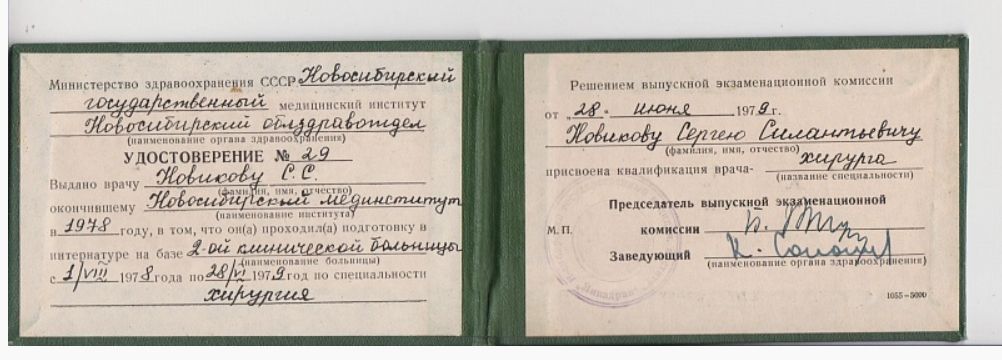 Министерство здравоохранения СССР Новосибирский
государственный медицинский институт
Новосибирский облздравотдел
(наименование органа здравоохранения)
УДОСТОВЕРЕНИЕ № 29
Выдано врачу Новикову С.С.
(фамилия, имя, отчество)
окончившему Новосибирский мединститут
(наименование института)
в 1978 году, в том, что он(а) проходил(а) подготовку в
интернатуре на базе 2-ой клинической больницы
(наименование больницы)
с 1/VIII 1978 года по 28/VI 1979 год по специальности
хирургия
Решением выпускной экзаменационной комиссии
от „28" июня 1979 г.
Новикову Сергею Силантьевичу
(фамилия, имя, отчество)
присвоена квалификация врача- хирурга
(название специальности)
Председатель выпускной экзаменационной
М. П. комиссии
Заведующий
(наименование органа здравоохранения)
1055—5000